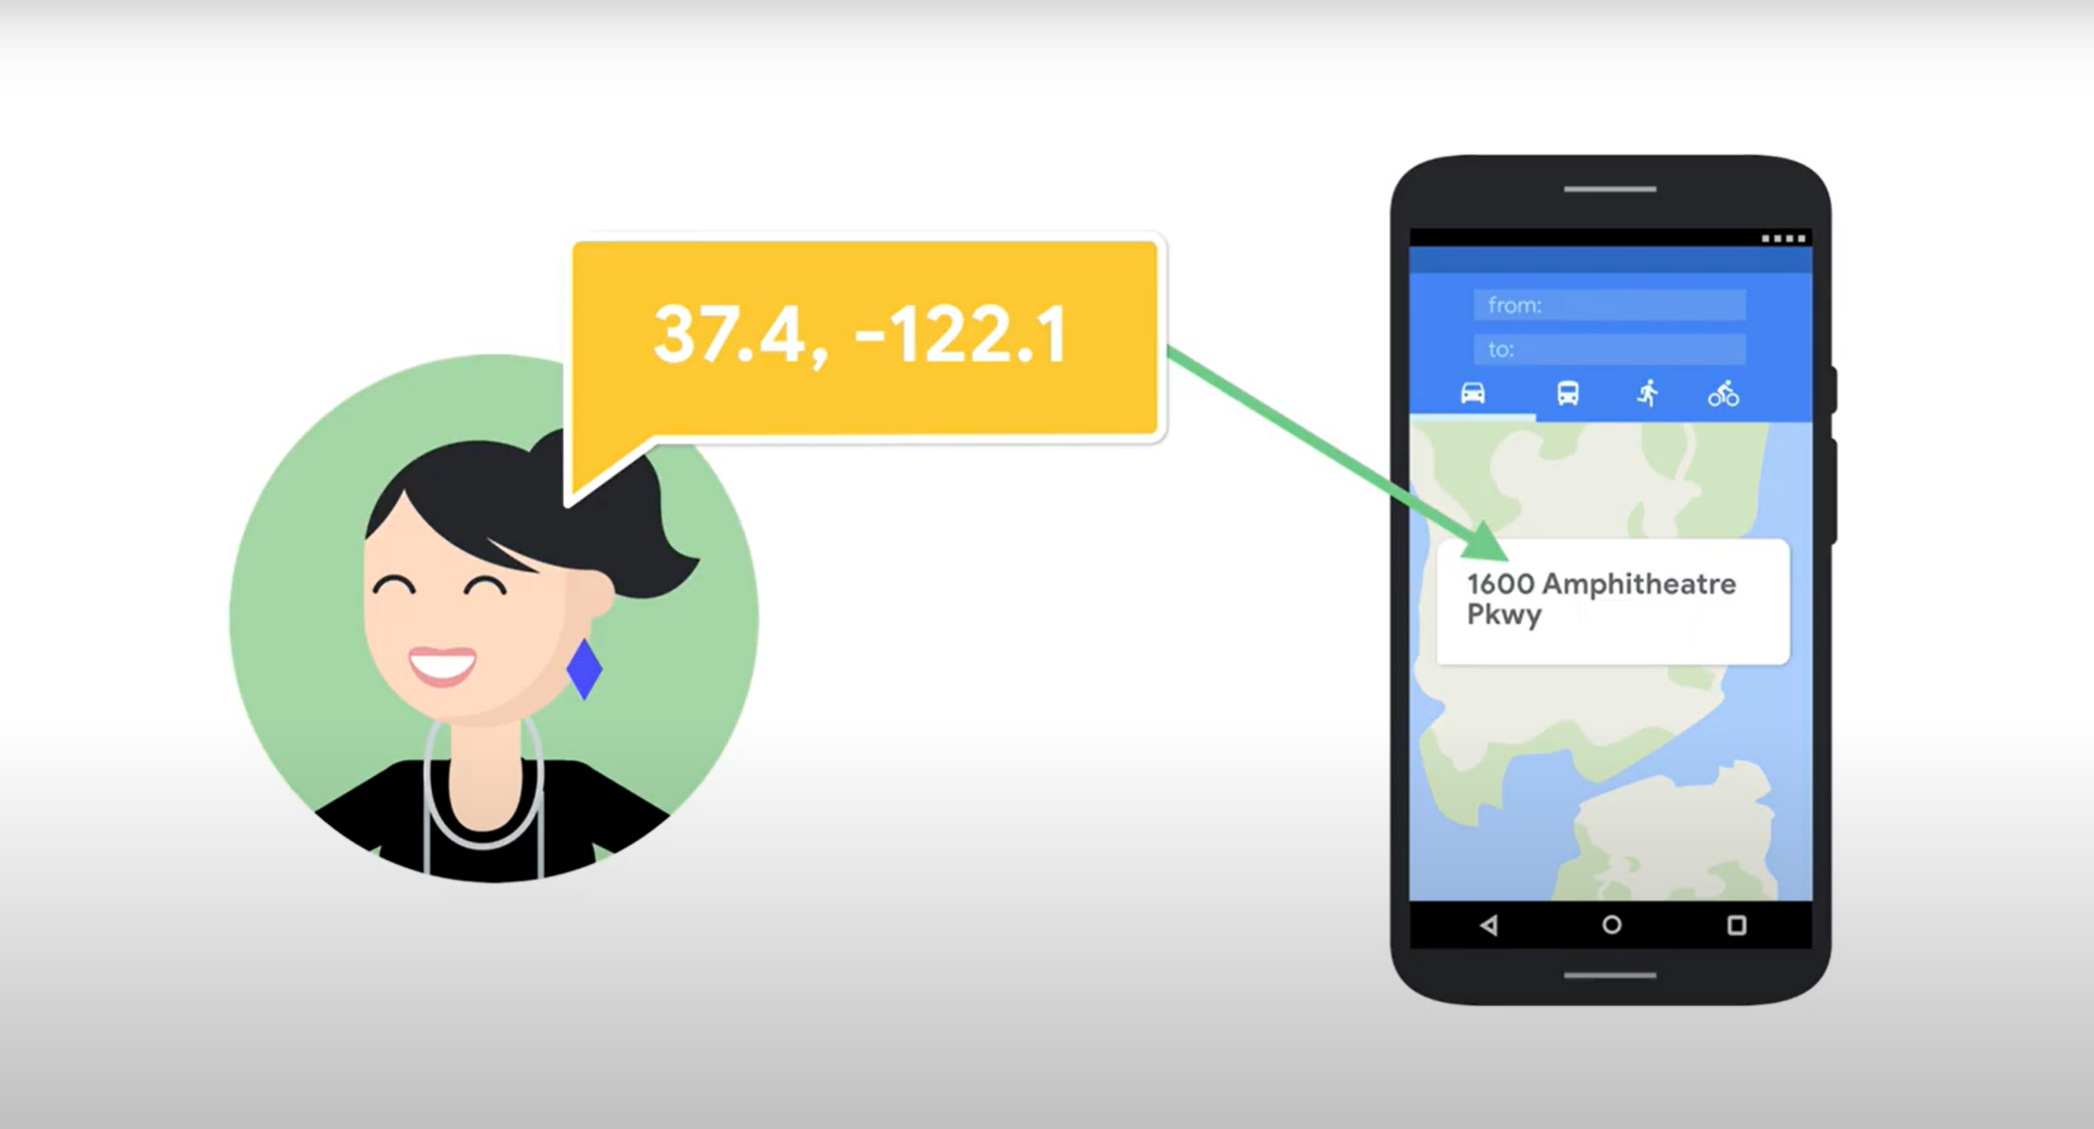 37.4, -122.1
from:
to:
1600 Amphitheatre
Pkwy